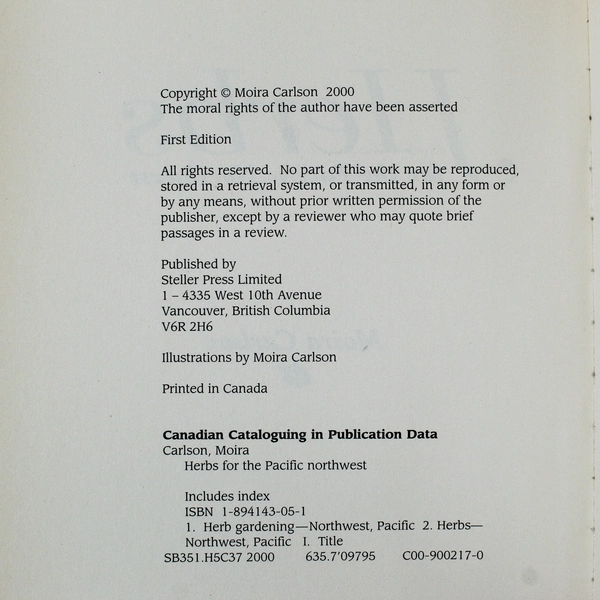 Copyright © Moira Carlson 2000
The moral rights of the author have been asserted
First Edition
All rights reserved. No part of this work may be reproduced,
stored in a retrieval system, or transmitted, in any form or
by any means, without prior written permission of the
publisher, except by a reviewer who may quote brief
passages in a review.
Published by
Steller Press Limited
1 – 4335 West 10th Avenue
Vancouver, British Columbia
V6R 2H6
Illustrations by Moira Carlson
Printed in Canada
Canadian Cataloguing in Publication Data
Carlson, Moira
Herbs for the Pacific northwest
Includes index
ISBN 1-894143-05-1
1. Herb gardening—Northwest, Pacific 2. Herbs—
Northwest, Pacific I. Title
SB351.H5C37 2000 635.7'09795 C00-900217-0